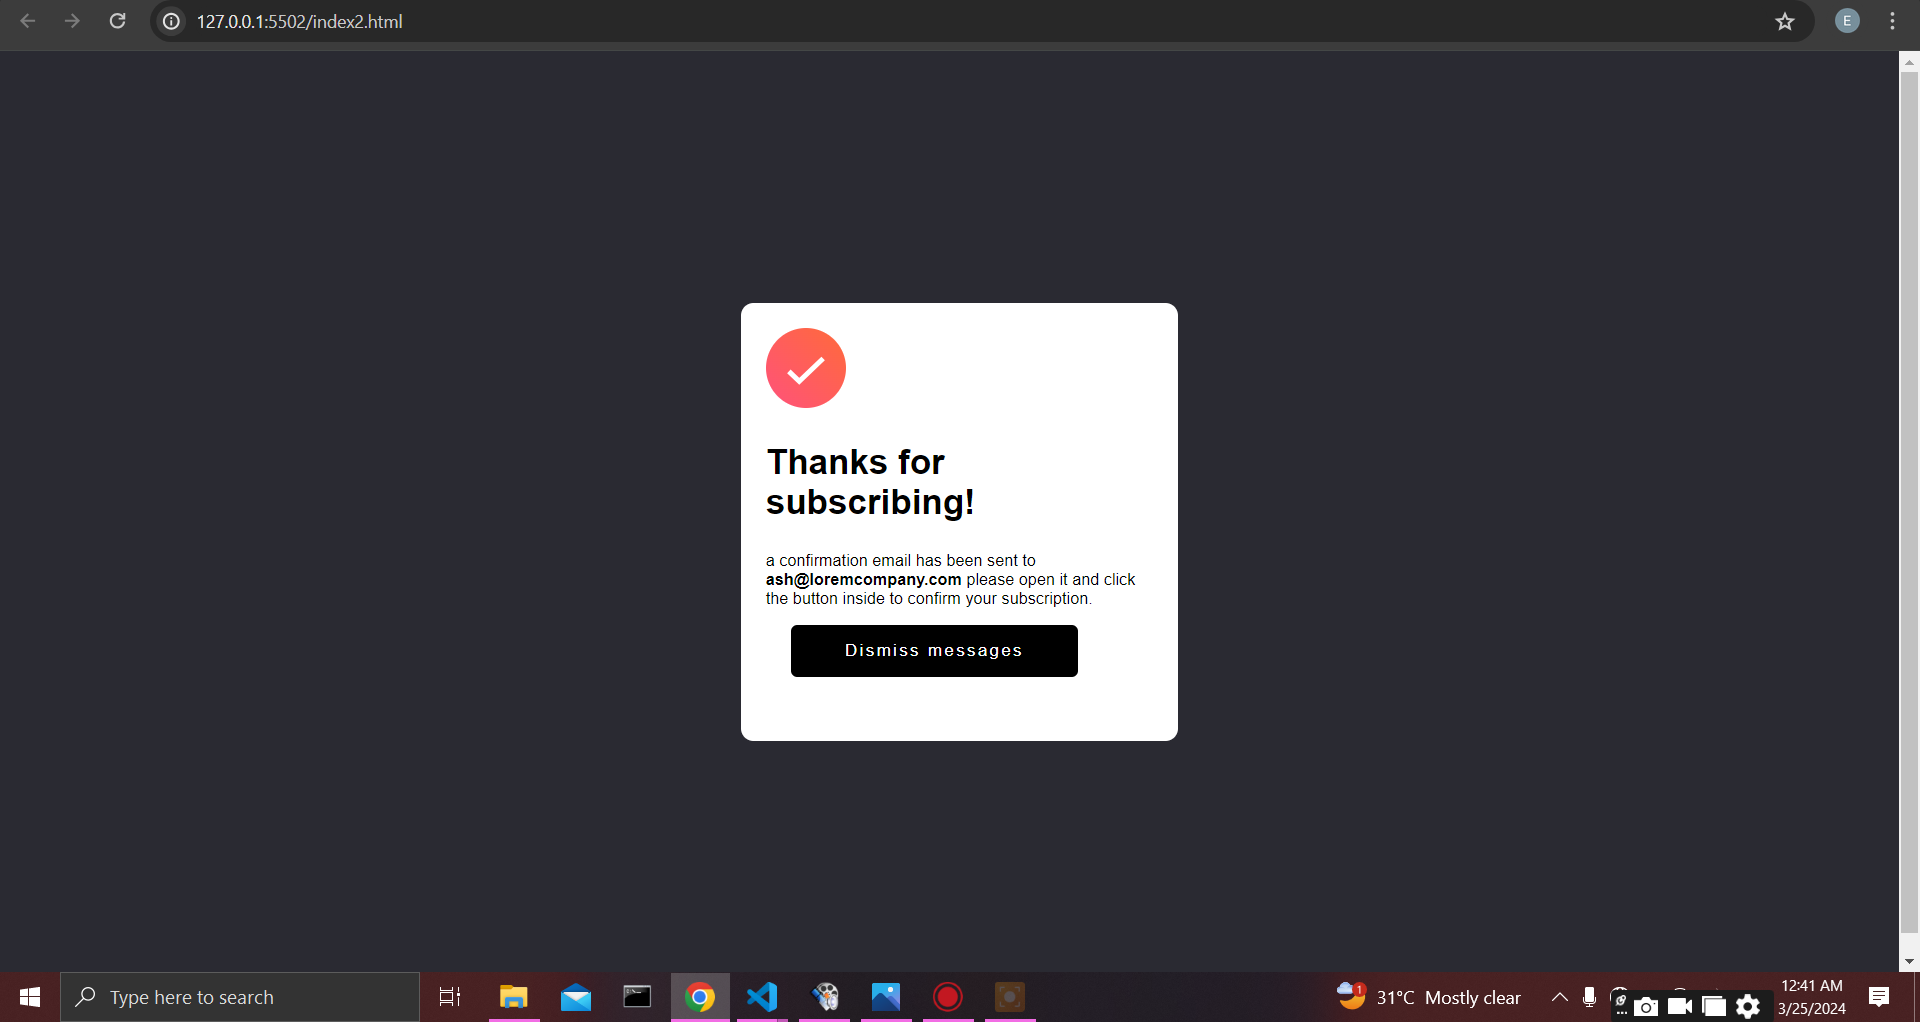 127.0.0.1:5502/index2.html
E
Thanks for
subscribing!
a confirmation email has been sent to
ash@loremcompany.com please open it and click
the button inside to confirm your subscription.
Dismiss messages
Type here to search
1
31°C Mostly clear
12:41 AM
3/25/2024